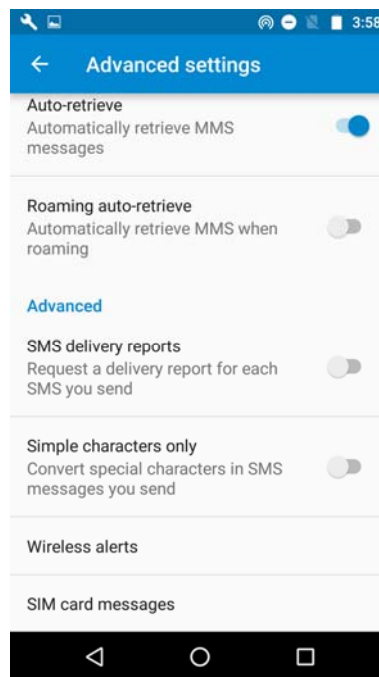 3:58
Advanced settings
Auto-retrieve
Automatically retrieve MMS
messages
Roaming auto-retrieve
Automatically retrieve MMS when
roaming
Advanced
SMS delivery reports
Request a delivery report for each
SMS you send
Simple characters only
Convert special characters in SMS
messages you send
Wireless alerts
SIM card messages